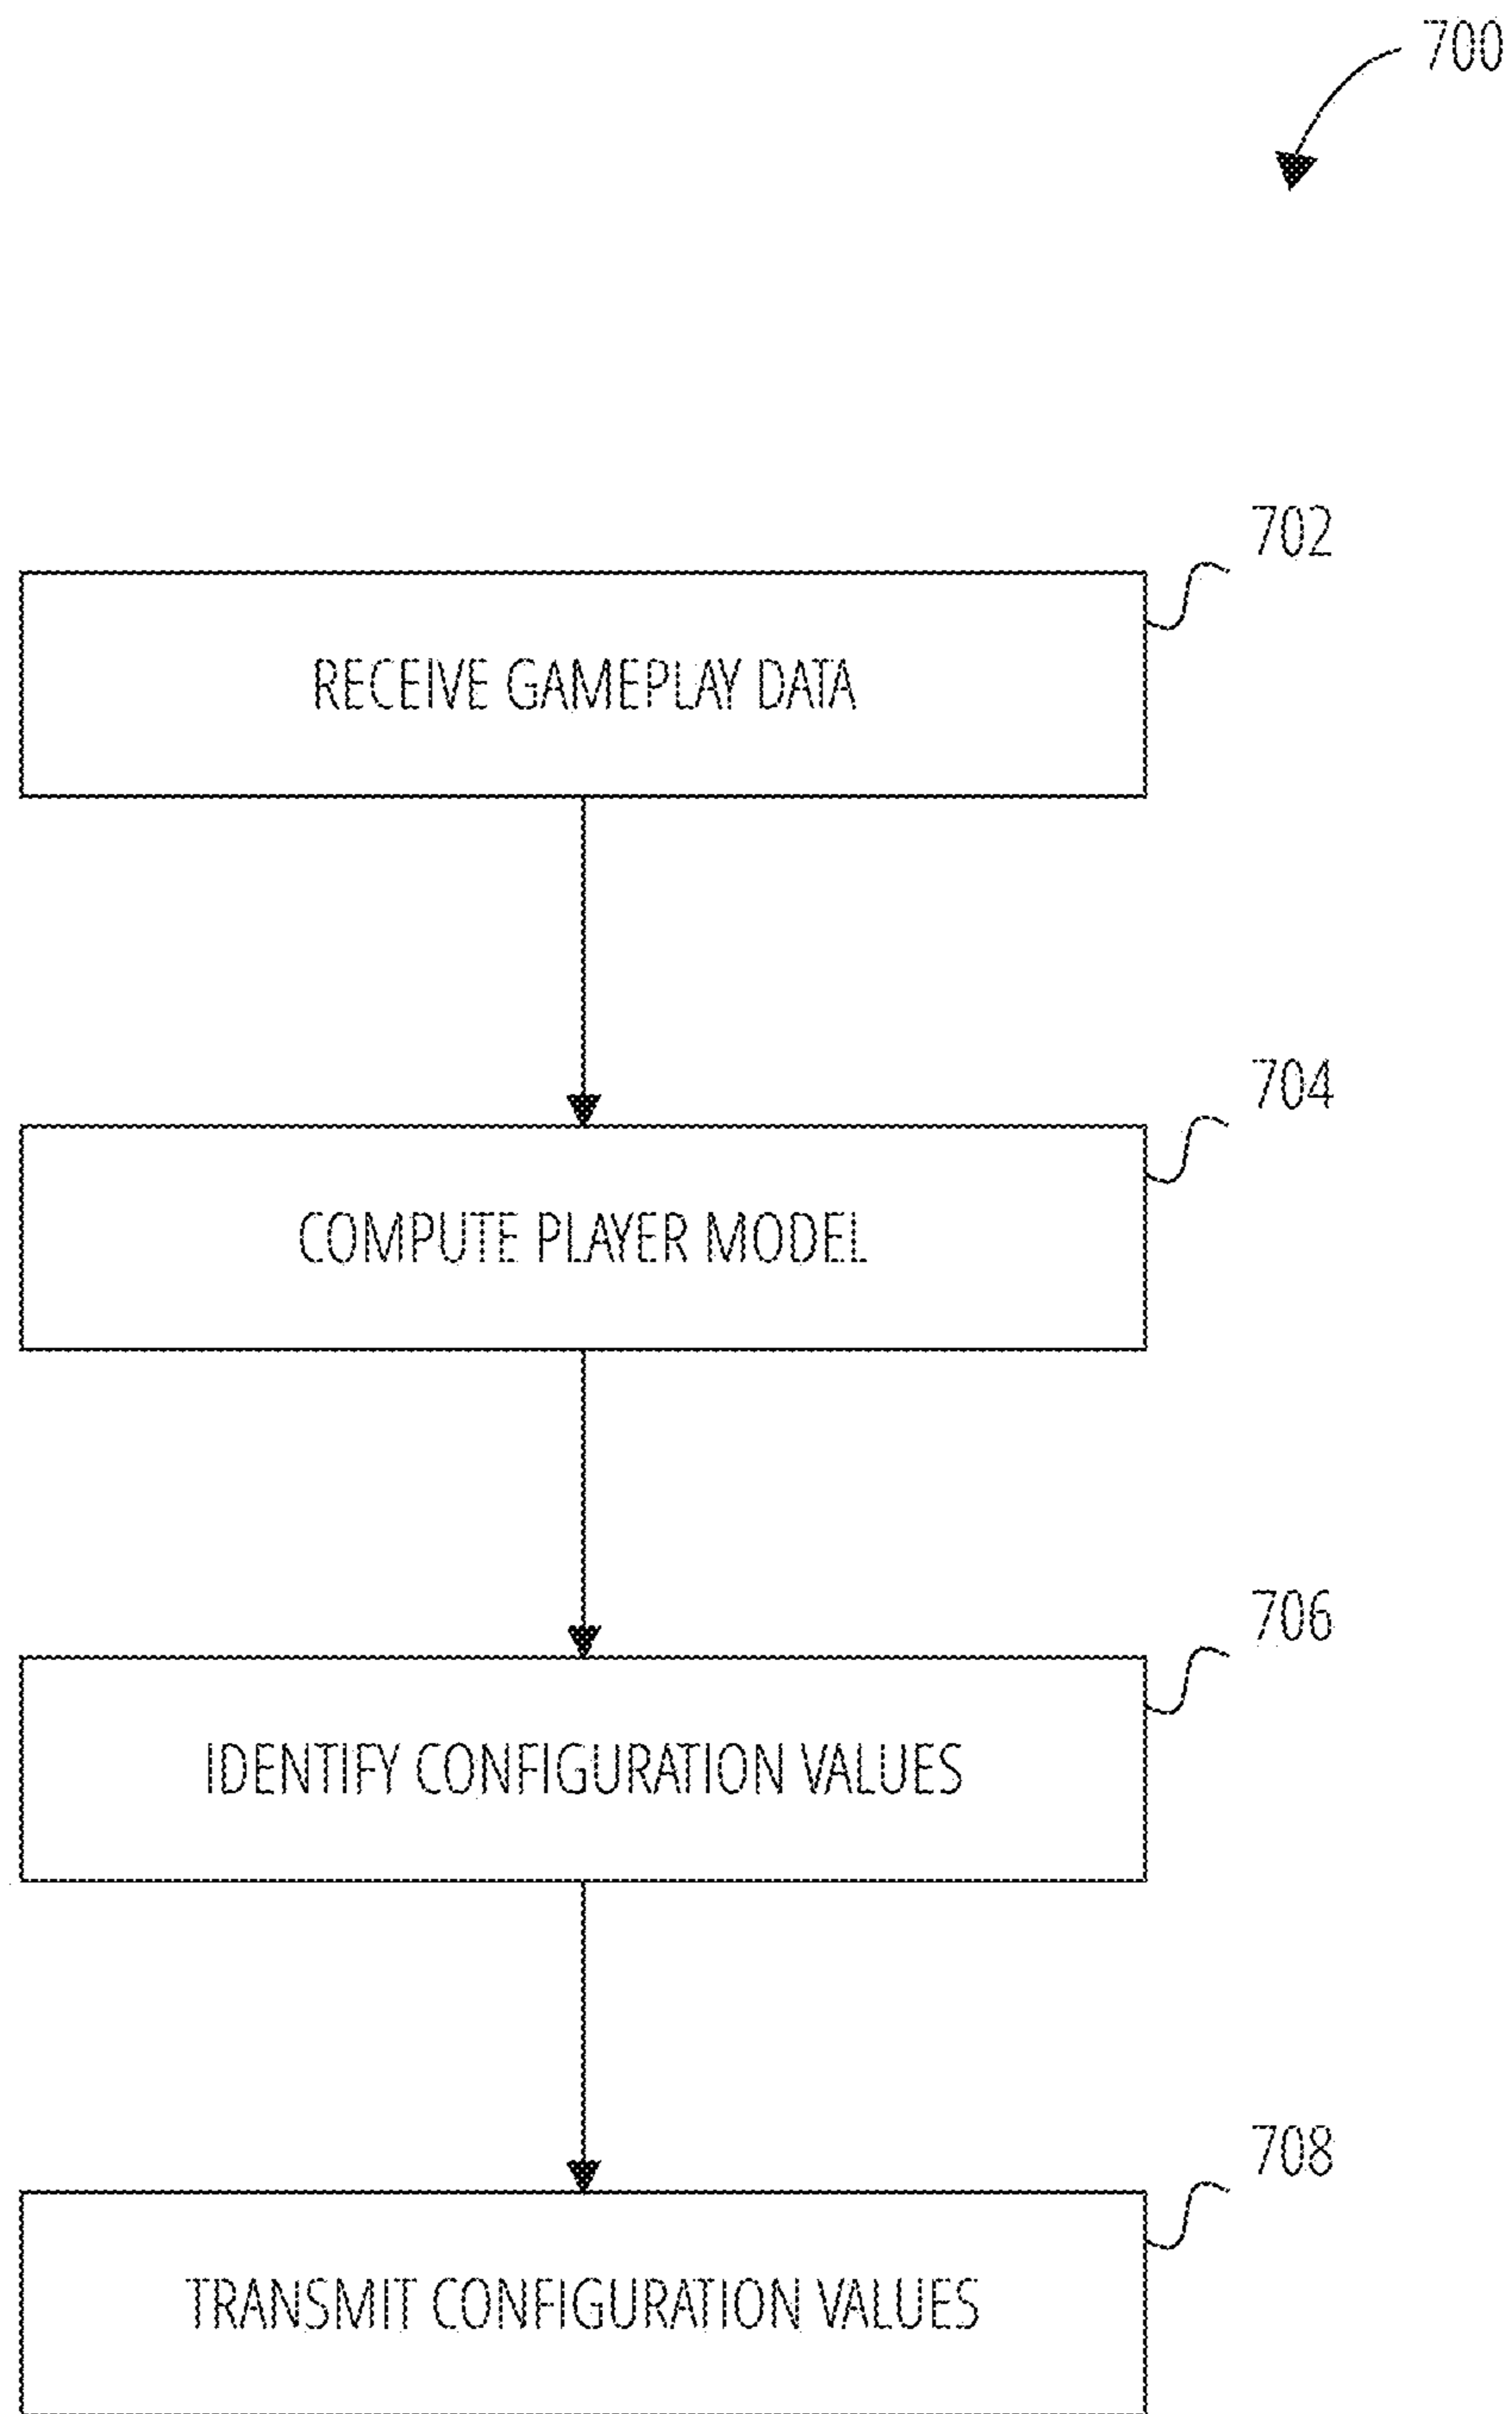 700
702
RECEIVE GAMEPLAY DATA
704
COMPUTE PLAYER MODEL
706
IDENTIFY CONFIGURATION VALUES
708
TRANSMIT CONFIGURATION VALUES